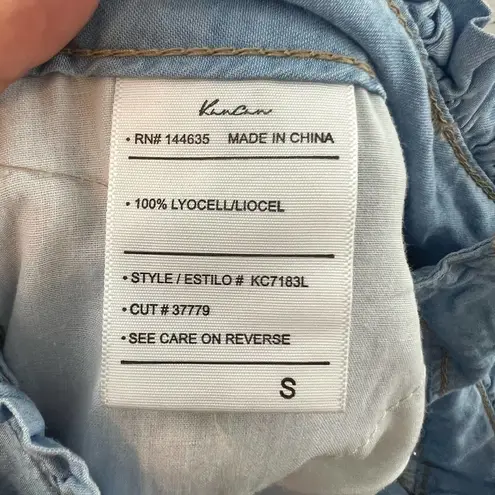 Kancan
• RN# 144635 MADE IN CHINA
• 100% LYOCELL/LIOCEL
• STYLE / ESTILO # KC7183L
• CUT # 37779
• SEE CARE ON REVERSE
S